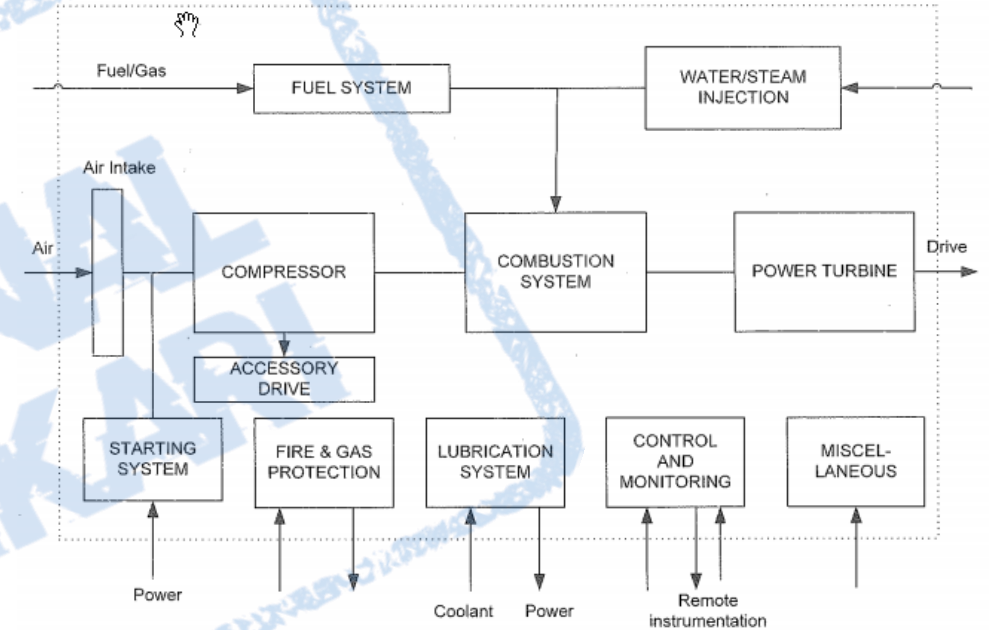 Fuel/Gas
FUEL SYSTEM
WATER/STEAM
INJECTION
Air Intake
Air
COMPRESSOR
COMBUSTION
SYSTEM
POWER TURBINE
Drive
ACCESSORY
DRIVE
STARTING
SYSTEM
FIRE & GAS
PROTECTION
LUBRICATION
SYSTEM
CONTROL
AND
MONITORING
MISCEL-
LANEOUS
Power
Coolant
Power
Remote
instrumentation